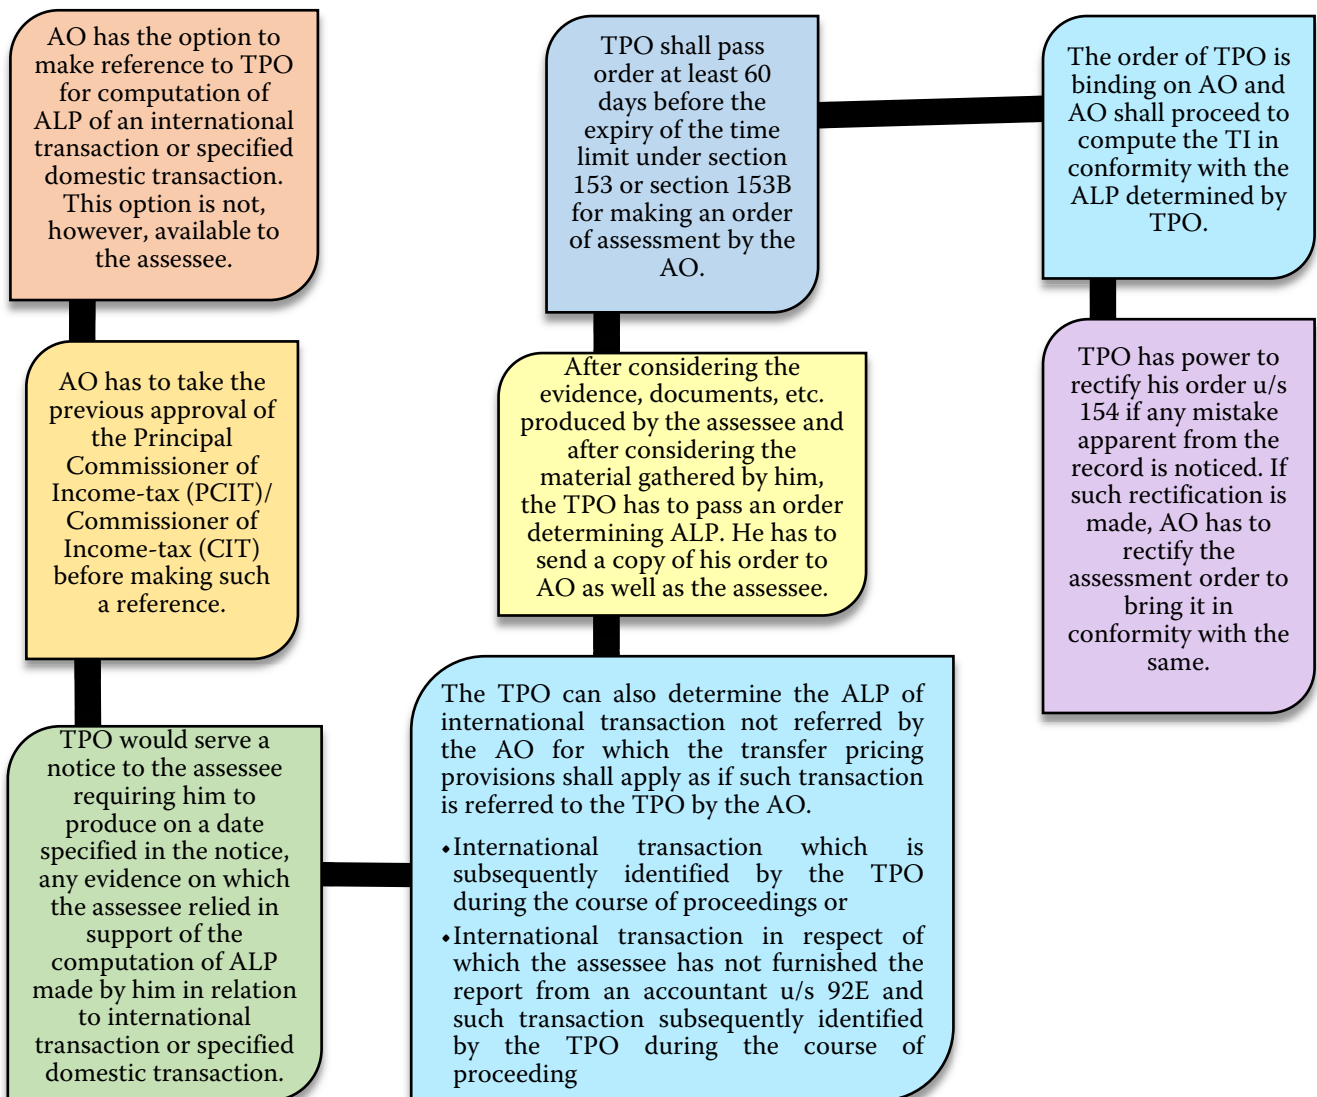 AO has the option to
make reference to TPO
for computation of
ALP of an international
transaction or specified
domestic transaction.
This option is not,
however, available to
the assessee.
AO has to take the
previous approval of
the Principal
Commissioner of
Income-tax (PCIT)/
Commissioner of
Income-tax (CIT)
before making such
a reference.
TPO would serve a
notice to the assessee
requiring him to
produce on a date
specified in the notice,
any evidence on which
the assessee relied in
support of the
computation of ALP
made by him in relation
to international
transaction or specified
domestic transaction.
The TPO can also determine the ALP of
international transaction not referred by
the AO for which the transfer pricing
provisions shall apply as if such transaction
is referred to the TPO by the AO.
•International transaction which is
subsequently identified by the TPO
during the course of proceedings or
•International transaction in respect of
which the assessee has not furnished the
report from an accountant u/s 92E and
such transaction subsequently identified
by the TPO during the course of
proceeding
After considering the
evidence, documents, etc.
produced by the assessee and
after considering the
material gathered by him,
the TPO has to pass an order
determining ALP. He has to
send a copy of his order to
AO as well as the assessee.
TPO shall pass
order at least 60
days before the
expiry of the time
limit under section
153 or section 153B
for making an order
of assessment by the
AO.
The order of TPO is
binding on AO and
AO shall proceed to
compute the TI in
conformity with the
ALP determined by
TPO.
TPO has power to
rectify his order u/s
154 if any mistake
apparent from the
record is noticed. If
such rectification is
made, AO has to
rectify the
assessment order to
bring it in
conformity with the
same.